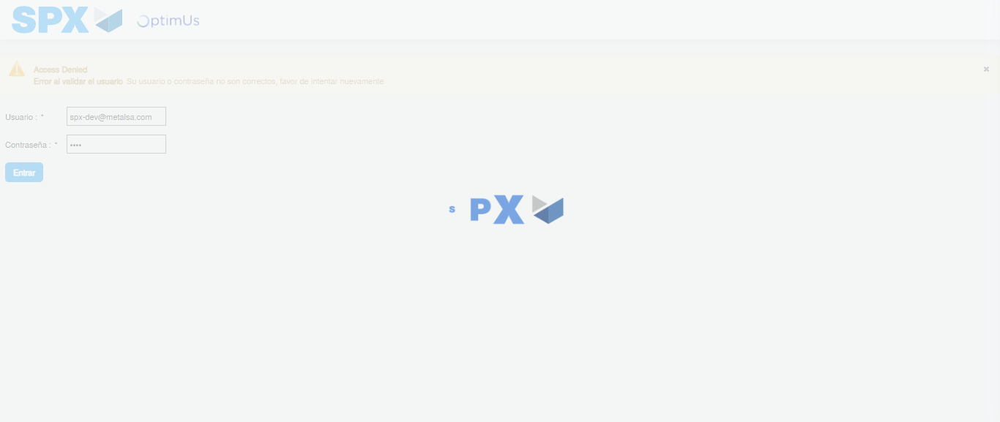 SPX OptimUs
Access Denied
Error al validar el usuario Su usuario o contraseña no son correctos, favor de intentar nuevamente
Usuario : * spx-dev@metalsa.com
Contraseña : * ••••
Entrar
S PX